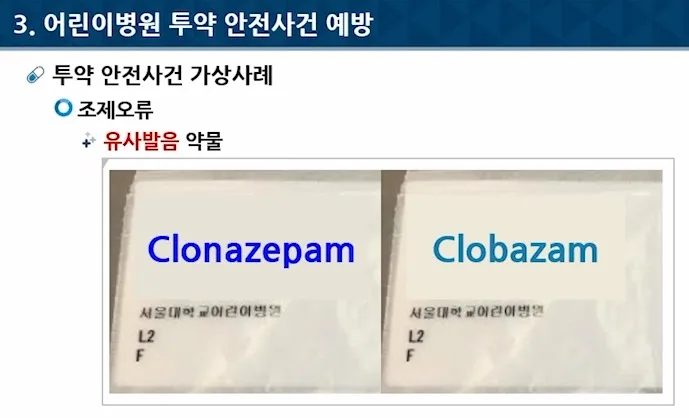 3. 어린이병원 투약 안전사건 예방
투약 안전사건 가상사례
조제오류
유사발음 약물
Clonazepam
서울대학교어린이병원
L2
F
Clobazam
서울대학교어린이병원
L2
F